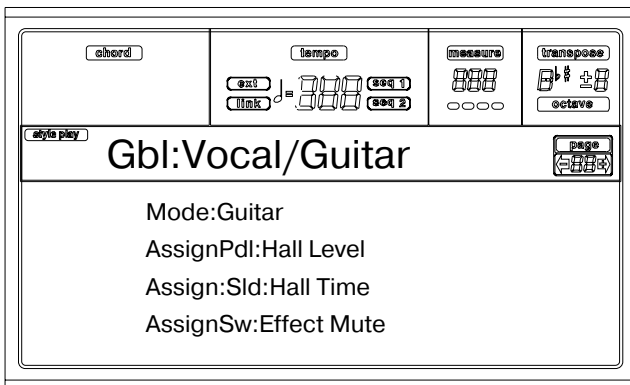 chord
tempo
measure
transpose
ext
link
seq 1
seq 2
octave
style play
Gbl:Vocal/Guitar
page
Mode:Guitar
AssignPdl:Hall Level
Assign:Sld:Hall Time
AssignSw:Effect Mute